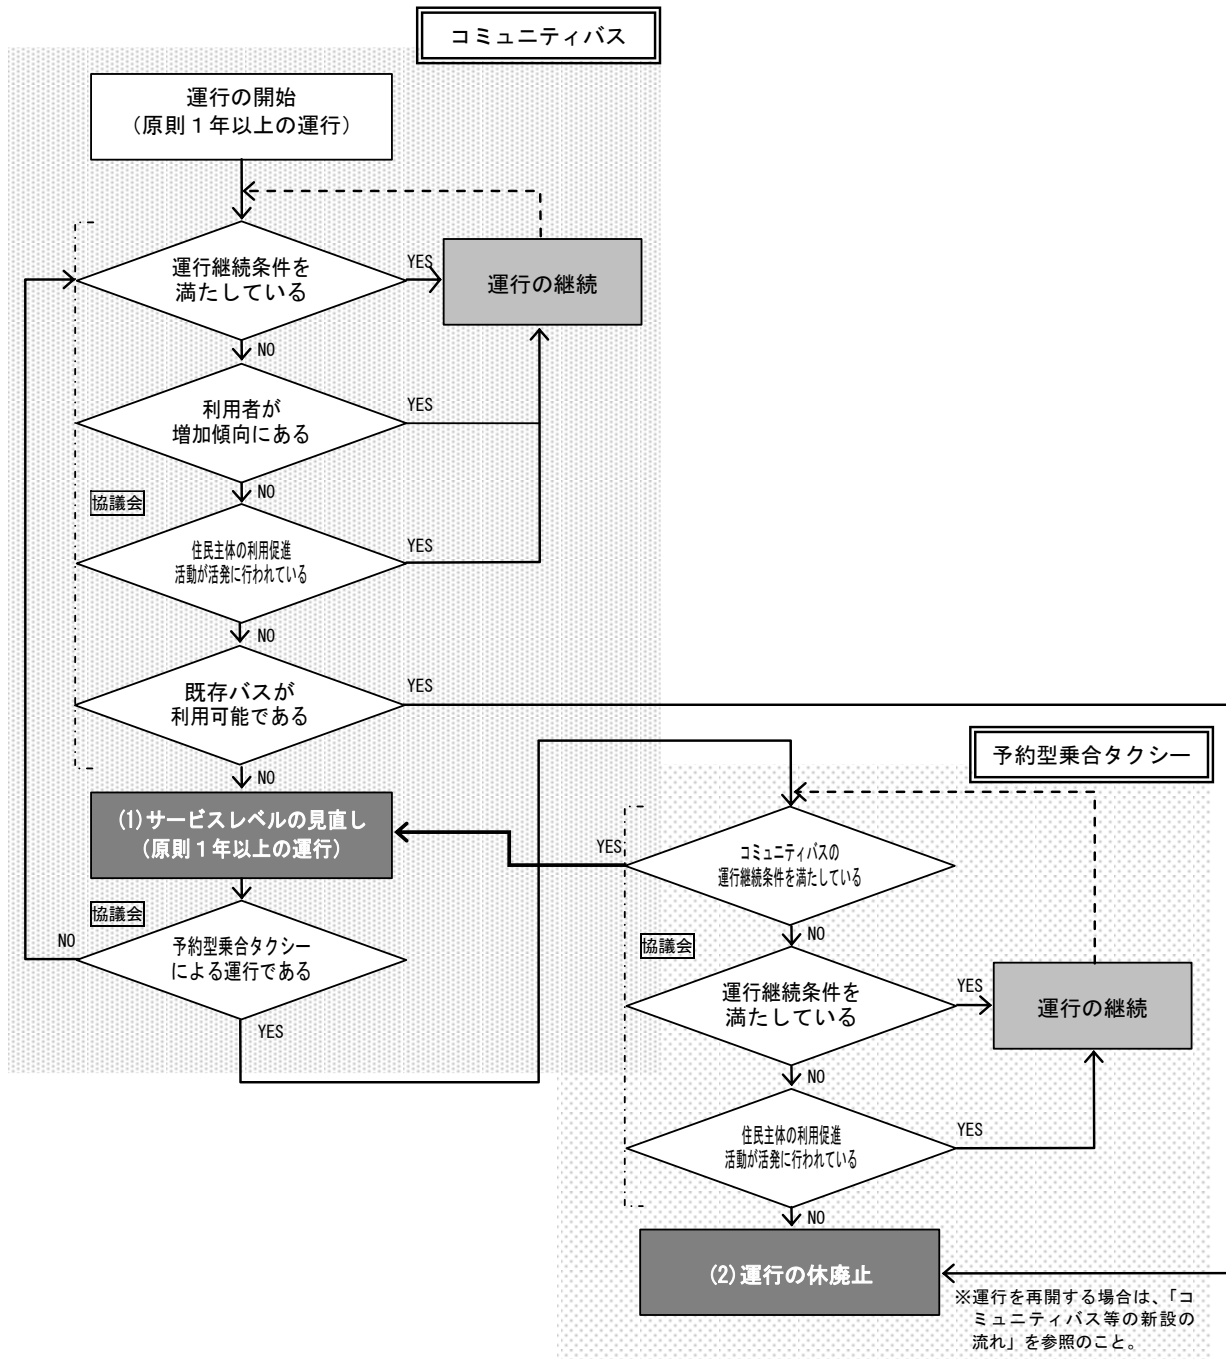 コミュニティバス
運行の開始
（原則１年以上の運行）
運行継続条件を
満たしている
YES
運行の継続
NO
利用者が
増加傾向にある
YES
NO
協議会
住民主体の利用促進
活動が活発に行われている
YES
NO
既存バスが
利用可能である
YES
NO
(1)サービスレベルの見直し
（原則１年以上の運行）
協議会
予約型乗合タクシー
による運行である
NO
YES
予約型乗合タクシー
コミュニティバスの
運行継続条件を満たしている
YES
NO
協議会
運行継続条件を
満たしている
YES
運行の継続
NO
住民主体の利用促進
活動が活発に行われている
YES
NO
(2)運行の休廃止
※運行を再開する場合は、「コ
ミュニティバス等の新設の
流れ」を参照のこと。